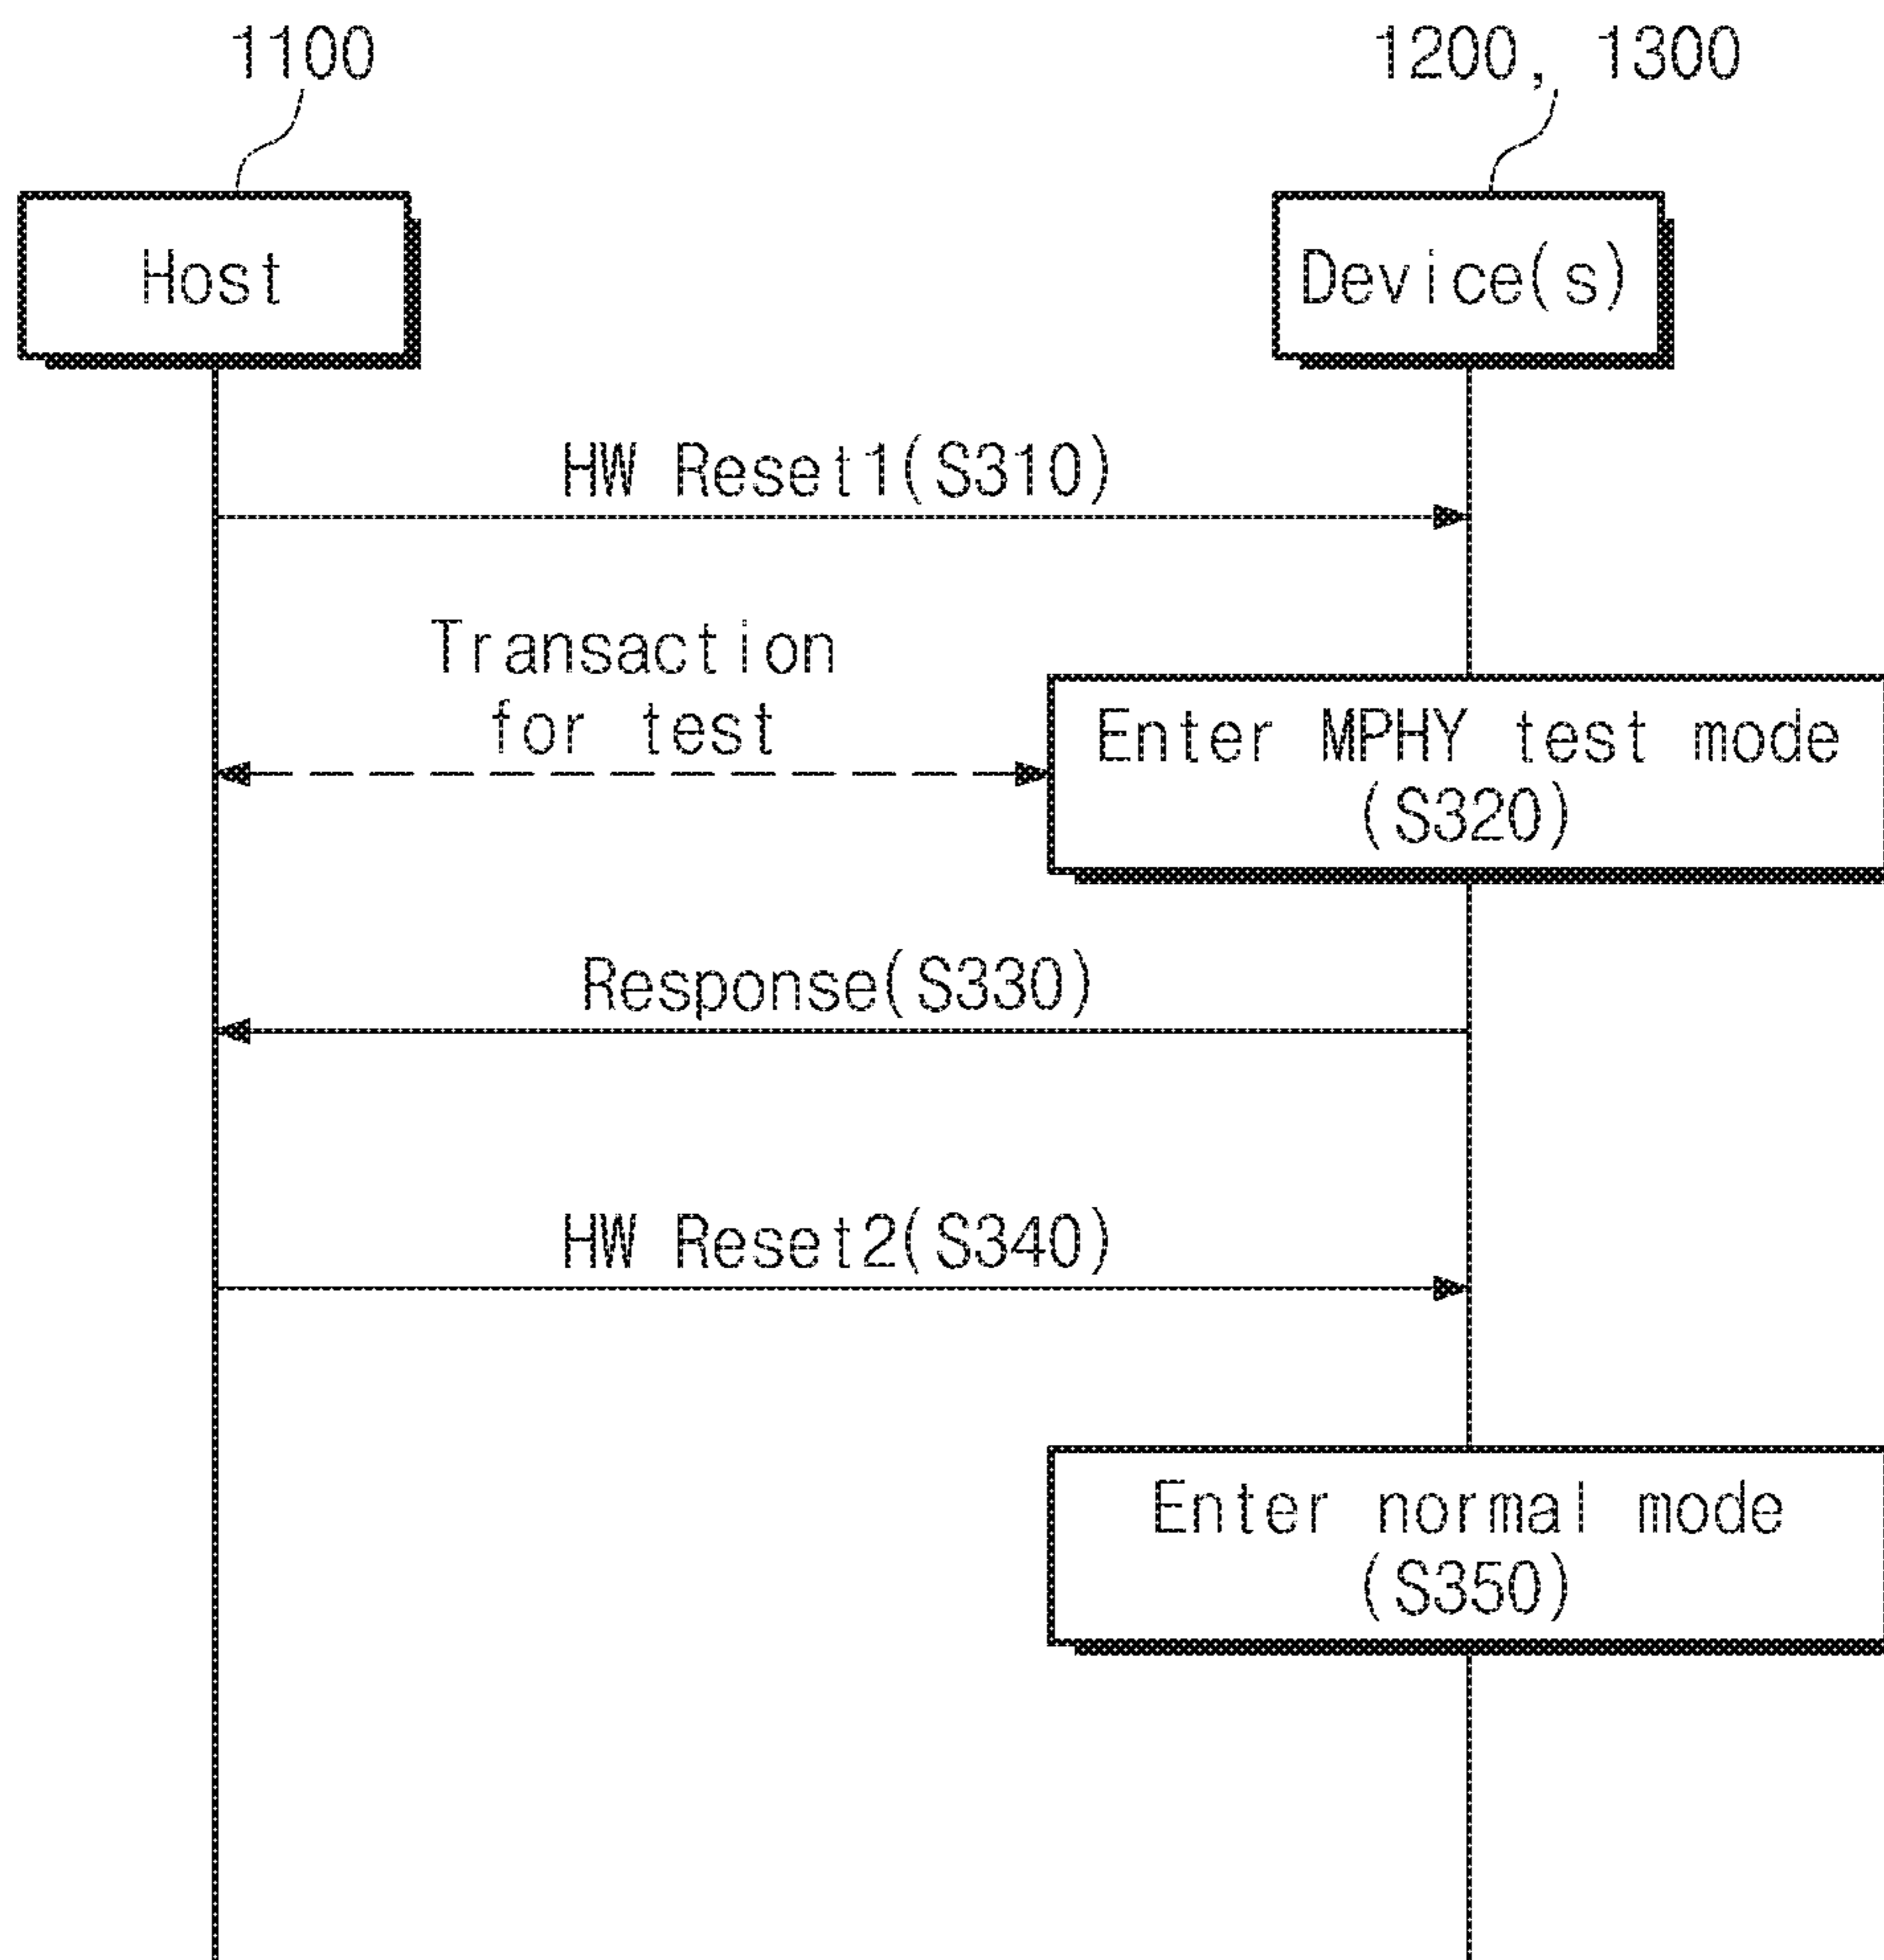 1100
1200, 1300
Host
Device(s)
HW Reset1(S310)
Transaction
for test
Enter MPHY test mode
(S320)
Response(S330)
HW Reset2(S340)
Enter normal mode
(S350)